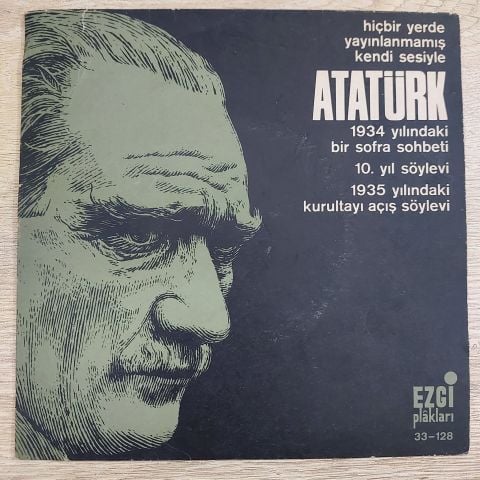 hiçbir yerde
yayınlanmamış
kendi sesiyle
ATATÜRK
1934 yılındaki
bir sofra sohbeti
10. yıl söylevi
1935 yılındaki
kurultayı açış söylevi
EZGİ
plâkları
33-128